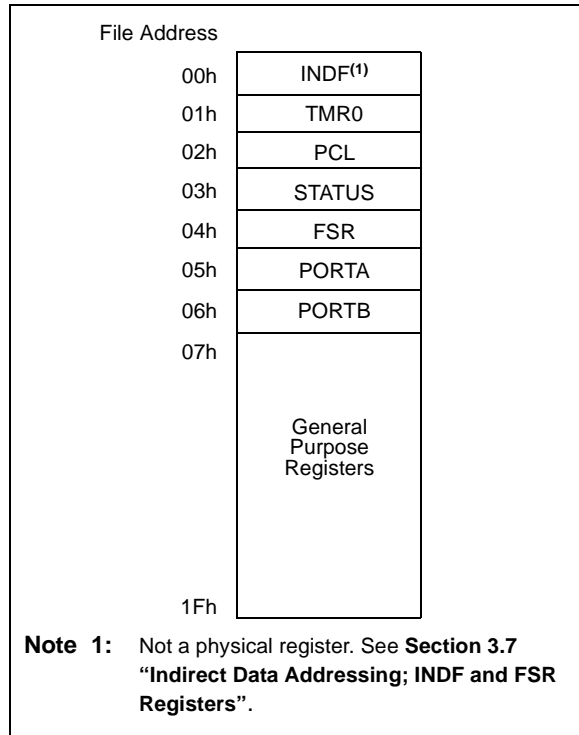 File Address
00h INDF(1)
01h TMR0
02h PCL
03h STATUS
04h FSR
05h PORTA
06h PORTB
07h
General
Purpose
Registers
1Fh
Note 1: Not a physical register. See Section 3.7
“Indirect Data Addressing; INDF and FSR
Registers”.